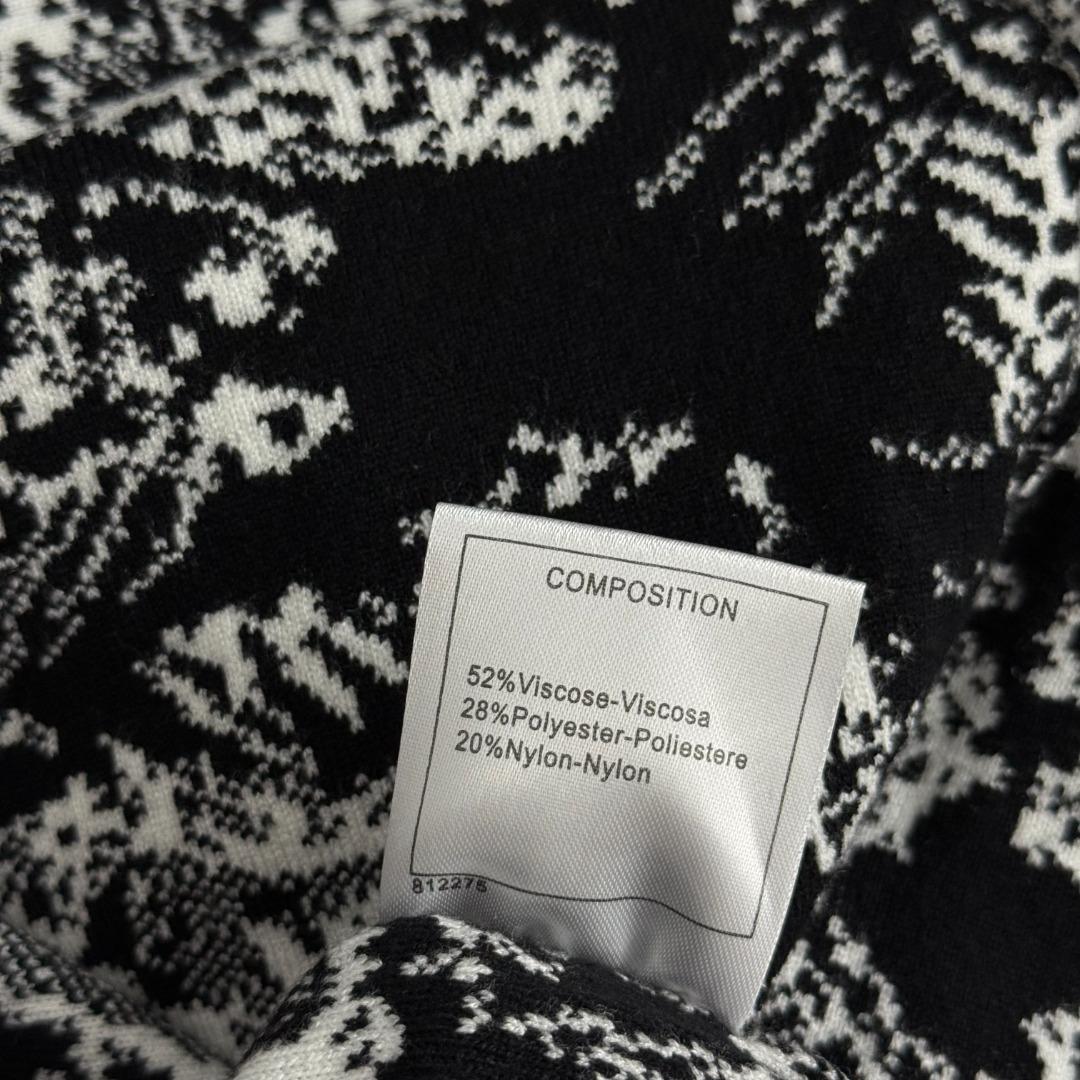 COMPOSITION
52%Viscose-Viscosa
28%Polyester-Poliestere
20%Nylon-Nylon
812275